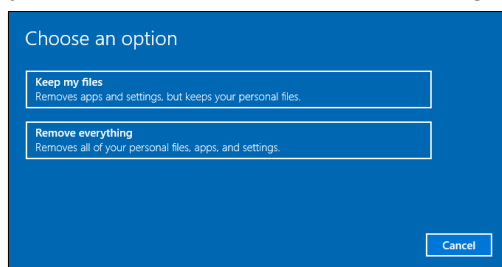 Choose an option
Keep my files
Removes apps and settings, but keeps your personal files.
Remove everything
Removes all of your personal files, apps, and settings.
Cancel